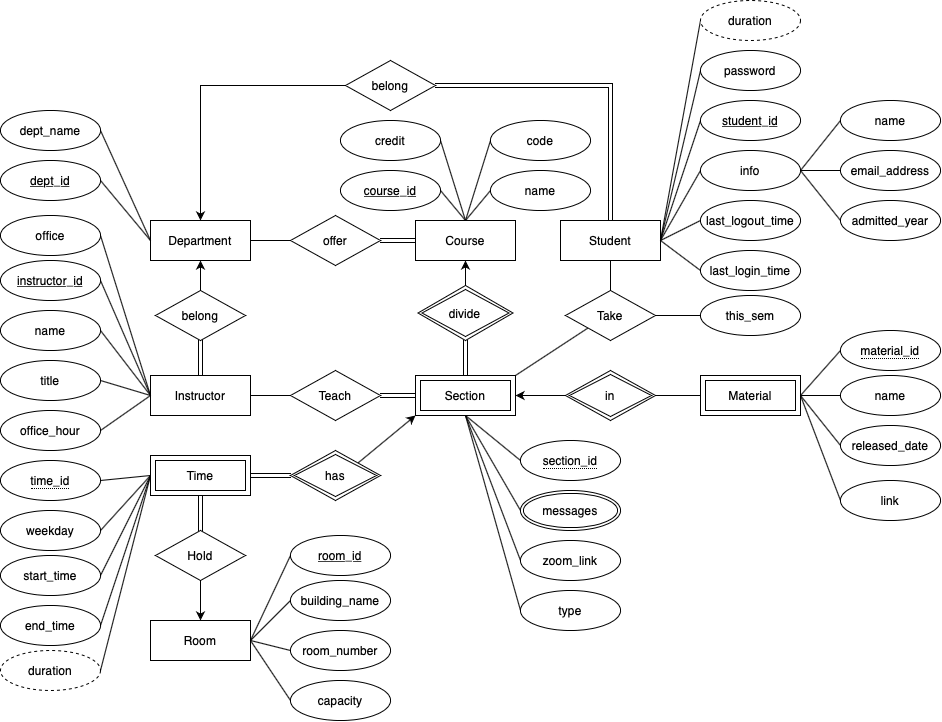 duration
belong
password
dept_name
credit
code
student_id
name
dept_id
course_id
name
info
email_address
office
last_logout_time
admitted_year
Department
offer
Course
Student
instructor_id
last_login_time
belong
divide
Take
this_sem
name
material_id
title
Instructor
Teach
Section
in
Material
name
office_hour
released_date
section_id
time_id
Time
has
link
messages
weekday
Hold
room_id
zoom_link
start_time
building_name
type
end_time
Room
room_number
duration
capacity